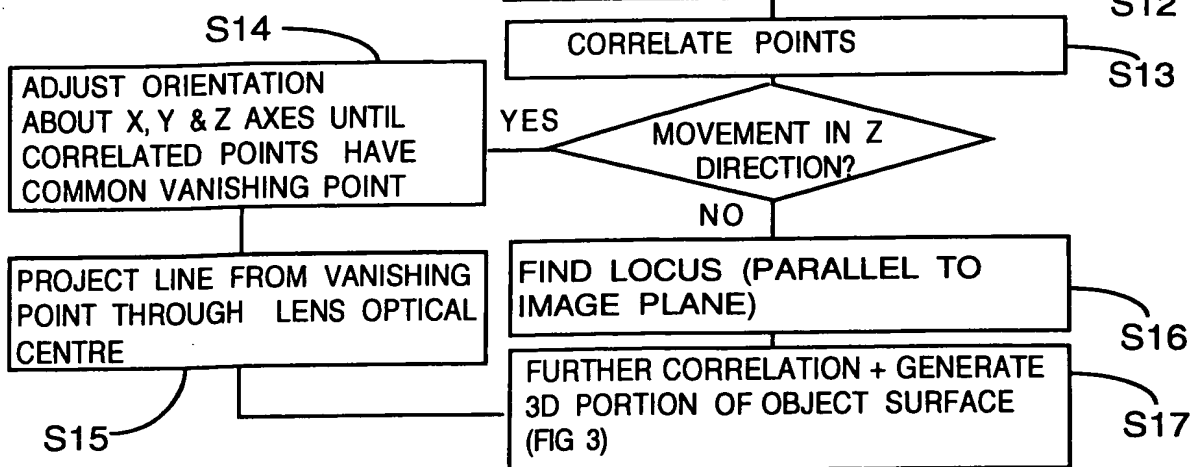 S12
CORRELATE POINTS
S13
S14
ADJUST ORIENTATION
ABOUT X, Y & Z AXES UNTIL
CORRELATED POINTS HAVE
COMMON VANISHING POINT
YES
MOVEMENT IN Z
DIRECTION?
NO
PROJECT LINE FROM VANISHING
POINT THROUGH LENS OPTICAL
CENTRE
S15
FIND LOCUS (PARALLEL TO
IMAGE PLANE)
S16
FURTHER CORRELATION + GENERATE
3D PORTION OF OBJECT SURFACE
(FIG 3)
S17